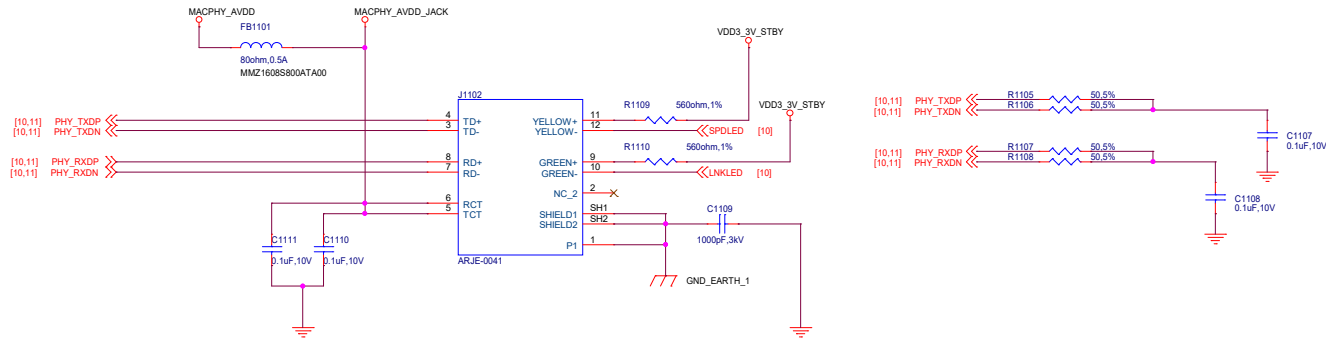 MACPHY_AVDD
MACPHY_AVDD_JACK
FB1101
80ohm,0.5A
MMZ1608S800ATA00
VDD3_3V_STBY
J1102
R1109 560ohm,1%
VDD3_3V_STBY
[10,11] PHY_TXDP 4 TD+
[10,11] PHY_TXDN 3 TD-
[10,11] PHY_RXDP 8 RD+
[10,11] PHY_RXDN 7 RD-
6 RCT
5 TCT
YELLOW+ 11
YELLOW- 12 SPDLED [10]
R1110 560ohm,1%
GREEN+ 9
GREEN- 10 LNKLED [10]
NC_2 2
SHIELD1 SH1
SHIELD2 SH2
P1 1
C1109
1000pF,3kV
GND_EARTH_1
ARJE-0041
C1111
0.1uF,10V
C1110
0.1uF,10V
[10,11] PHY_TXDP R1105 50,5%
[10,11] PHY_TXDN R1106 50,5%
C1107
0.1uF,10V
[10,11] PHY_RXDP R1107 50,5%
[10,11] PHY_RXDN R1108 50,5%
C1108
0.1uF,10V